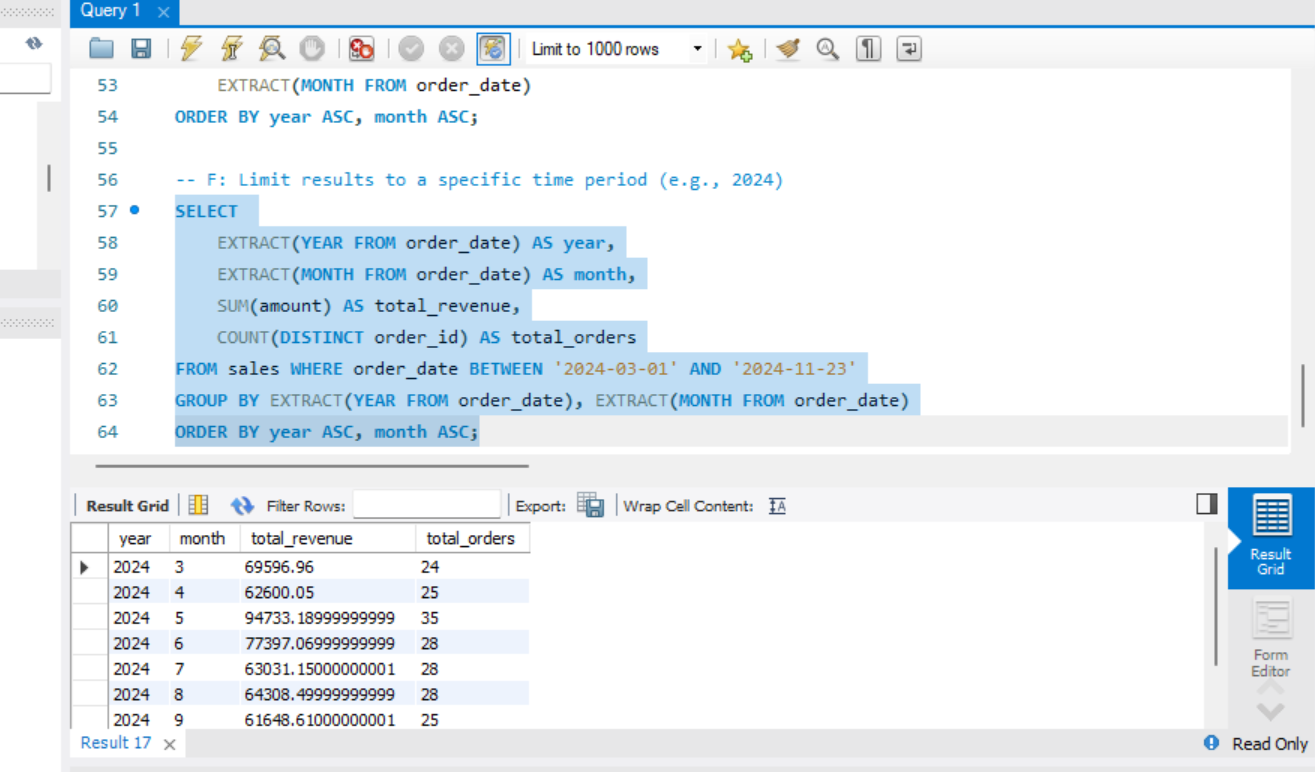 Query 1
Limit to 1000 rows
53 EXTRACT(MONTH FROM order_date)
54 ORDER BY year ASC, month ASC;
55
56 -- F: Limit results to a specific time period (e.g., 2024)
57 SELECT
58 EXTRACT(YEAR FROM order_date) AS year,
59 EXTRACT(MONTH FROM order_date) AS month,
60 SUM(amount) AS total_revenue,
61 COUNT(DISTINCT order_id) AS total_orders
62 FROM sales WHERE order_date BETWEEN '2024-03-01' AND '2024-11-23'
63 GROUP BY EXTRACT(YEAR FROM order_date), EXTRACT(MONTH FROM order_date)
64 ORDER BY year ASC, month ASC;
Result Grid Filter Rows: Export: Wrap Cell Content:
year month total_revenue total_orders
2024 3 69596.96 24
2024 4 62600.05 25
2024 5 94733.18999999999 35
2024 6 77397.06999999999 28
2024 7 63031.15000000001 28
2024 8 64308.49999999999 28
2024 9 61648.61000000001 25
Result
Grid
Form
Editor
Result 17
Read Only